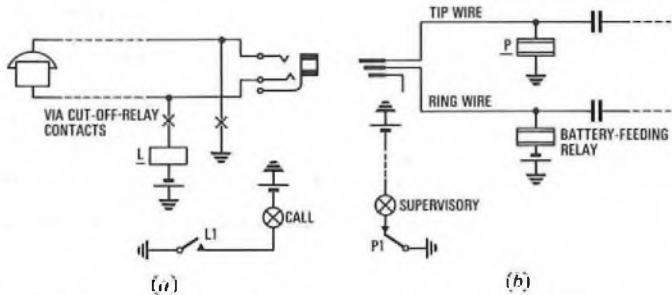 VIA CUT-OFF-RELAY
CONTACTS
L
CALL
L1
(a)
TIP WIRE
P
RING WIRE
BATTERY-FEEDING
RELAY
SUPERVISORY
P1
(b)